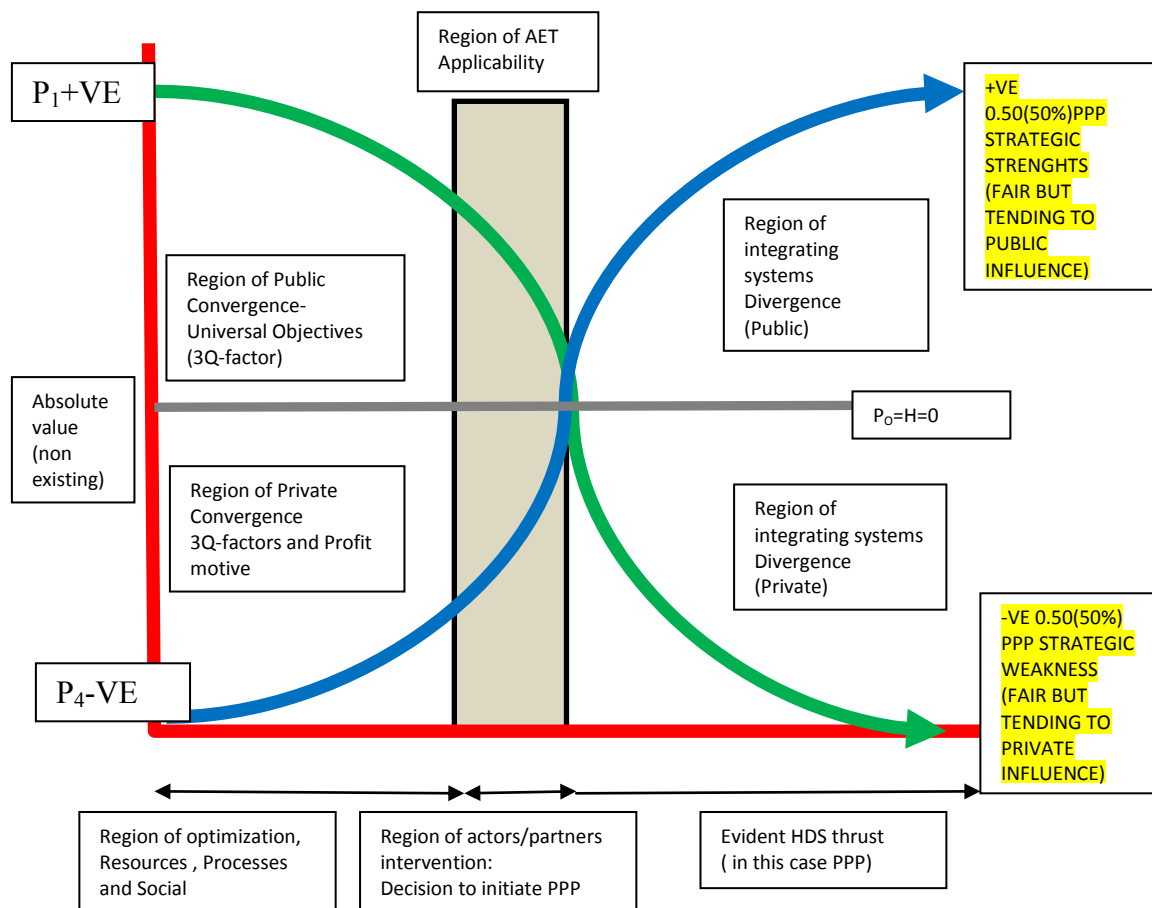 Region of AET
Applicability
P₁+VE
+VE
0.50(50%)PPP
STRATEGIC
STRENGHTS
(FAIR BUT
TENDING TO
PUBLIC
INFLUENCE)
Region of
integrating
systems
Divergence
(Public)
Region of Public
Convergence-
Universal Objectives
(3Q-factor)
Absolute
value
(non
existing)
P₀=H=0
Region of Private
Convergence
3Q-factors and Profit
motive
Region of
integrating systems
Divergence
(Private)
P₄-VE
-VE 0.50(50%)
PPP STRATEGIC
WEAKNESS
(FAIR BUT
TENDING TO
PRIVATE
INFLUENCE)
Region of optimization,
Resources , Processes
and Social
Region of actors/partners
intervention:
Decision to initiate PPP
Evident HDS thrust
( in this case PPP)